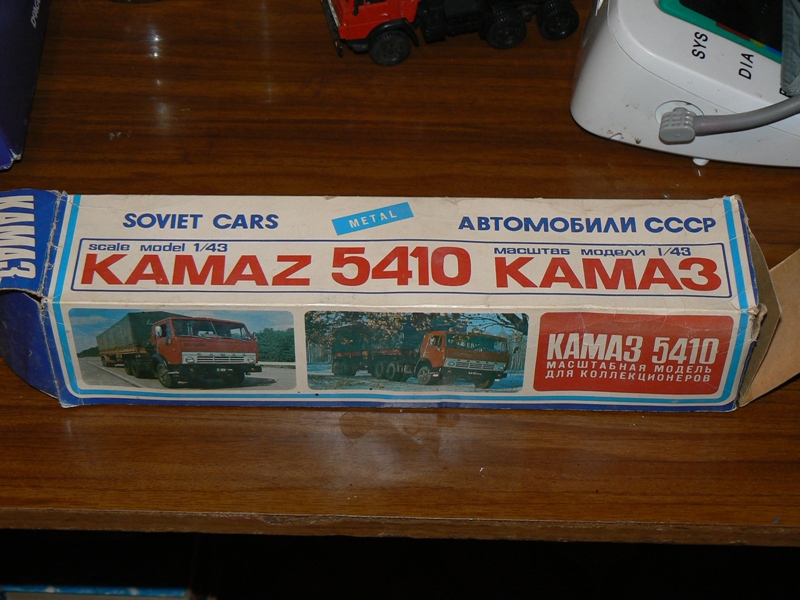 SYS
DIA
КАМАЗ
SOVIET CARS
METAL
АВТОМОБИЛИ СССР
scale model 1/43
масштаб модели 1/43
KAMAZ 5410 КАМАЗ
КАМАЗ 5410
МАСШТАБНАЯ МОДЕЛЬ
ДЛЯ КОЛЛЕКЦИОНЕРОВ